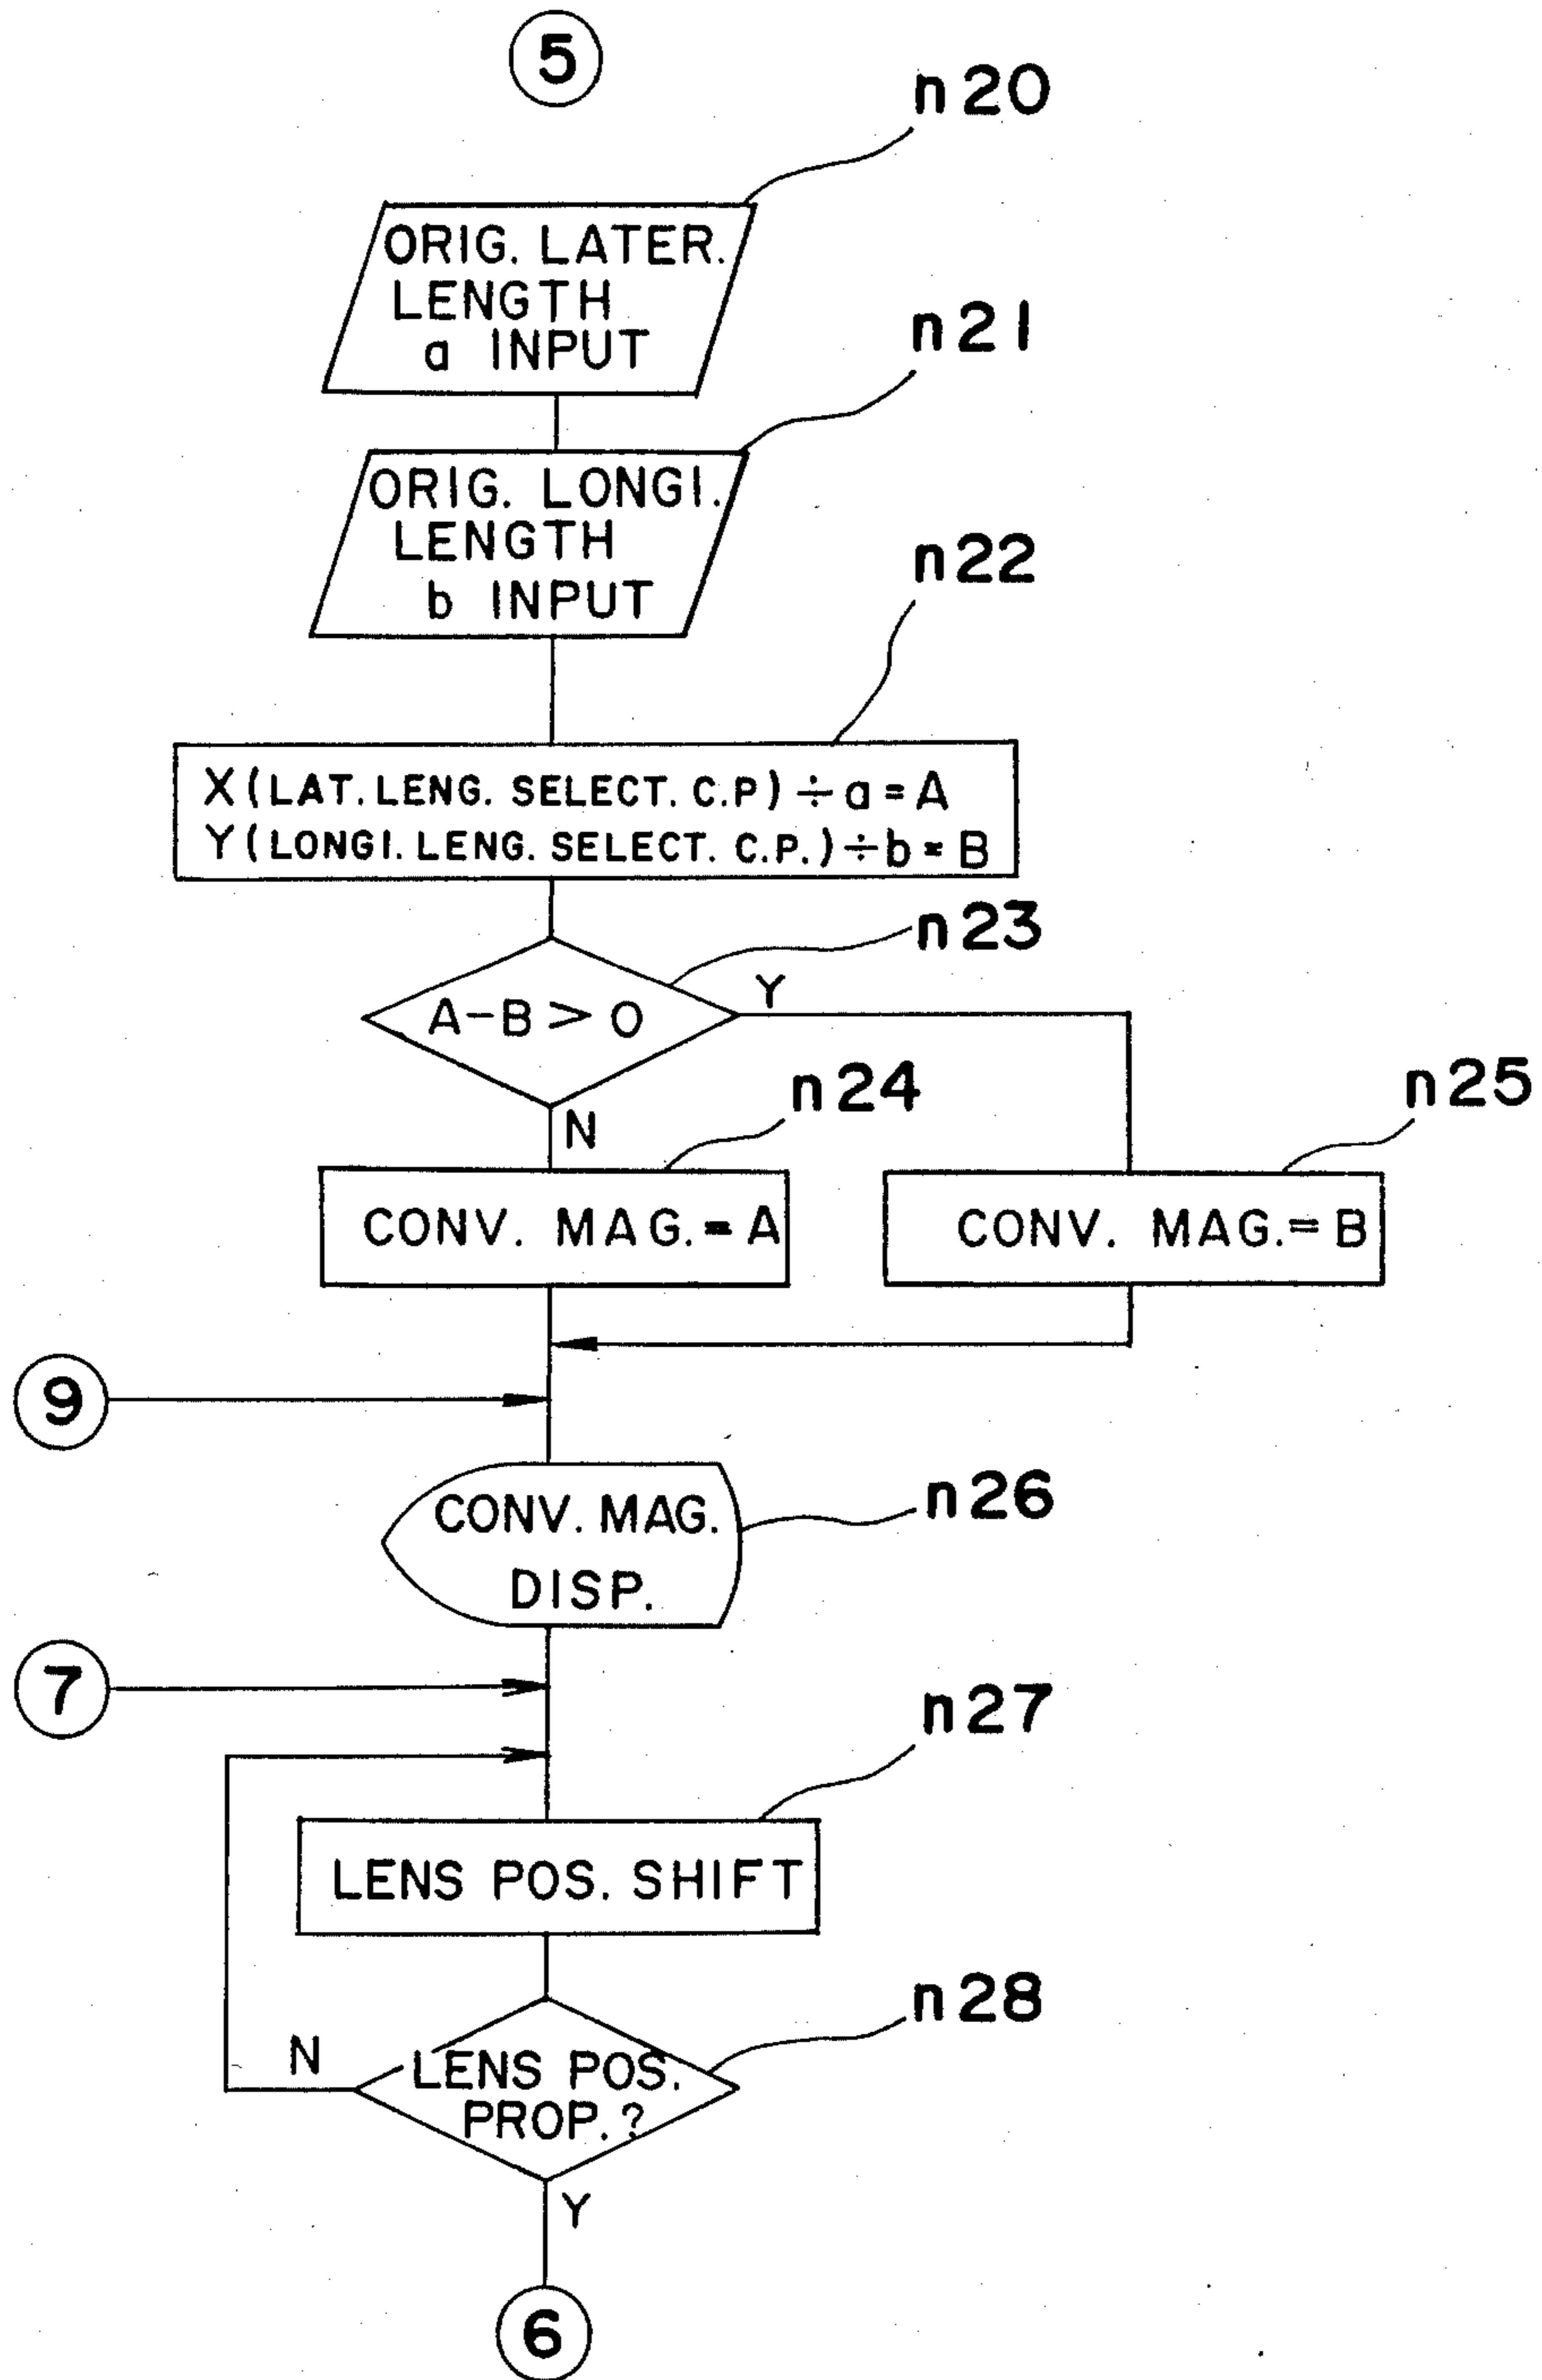 5
n20
ORIG. LATER.
LENGTH
a INPUT
n21
ORIG. LONGI.
LENGTH
b INPUT
n22
X (LAT. LENG. SELECT. C.P) ÷ a = A
Y (LONGI. LENG. SELECT. C.P.) ÷ b = B
n23
A-B > 0
Y
N
n24
n25
CONV. MAG. = A
CONV. MAG. = B
9
CONV. MAG.
DISP.
n26
7
n27
LENS POS. SHIFT
n28
N
LENS POS.
PROP. ?
Y
6